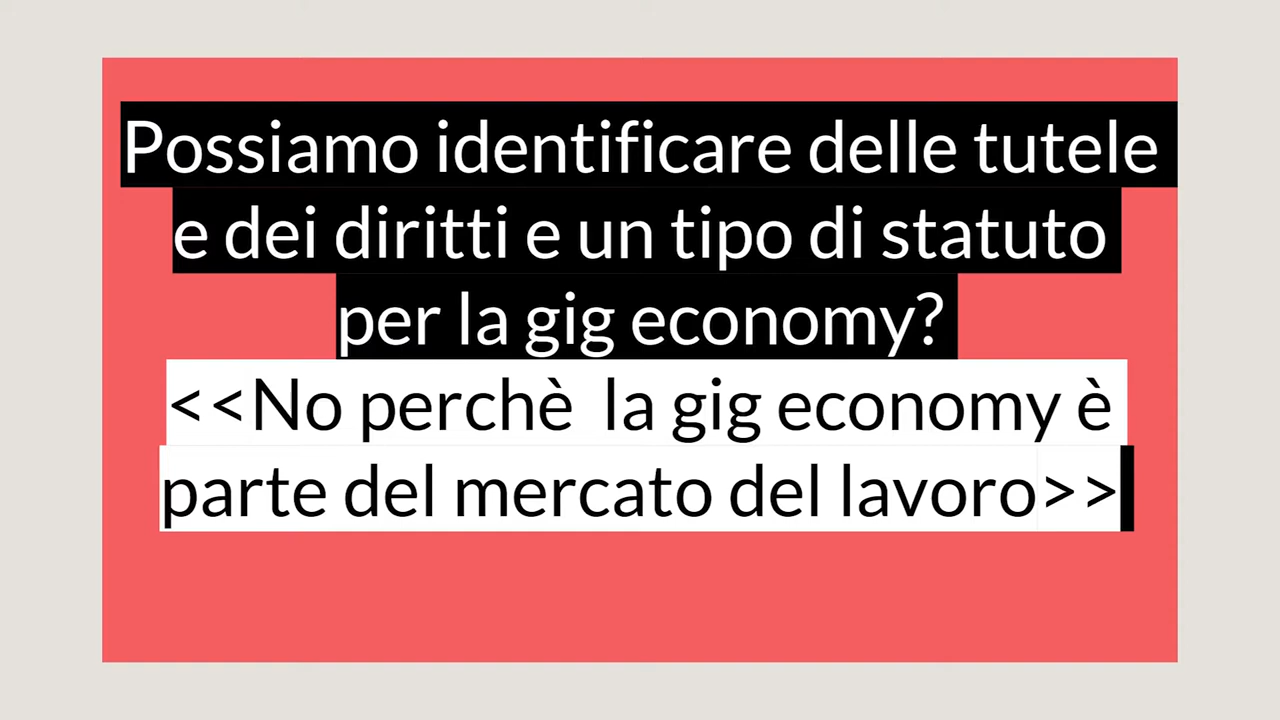 Possiamo identificare delle tutele
e dei diritti e un tipo di statuto
per la gig economy?
<<No perchè  la gig economy è
parte del mercato del lavoro>>